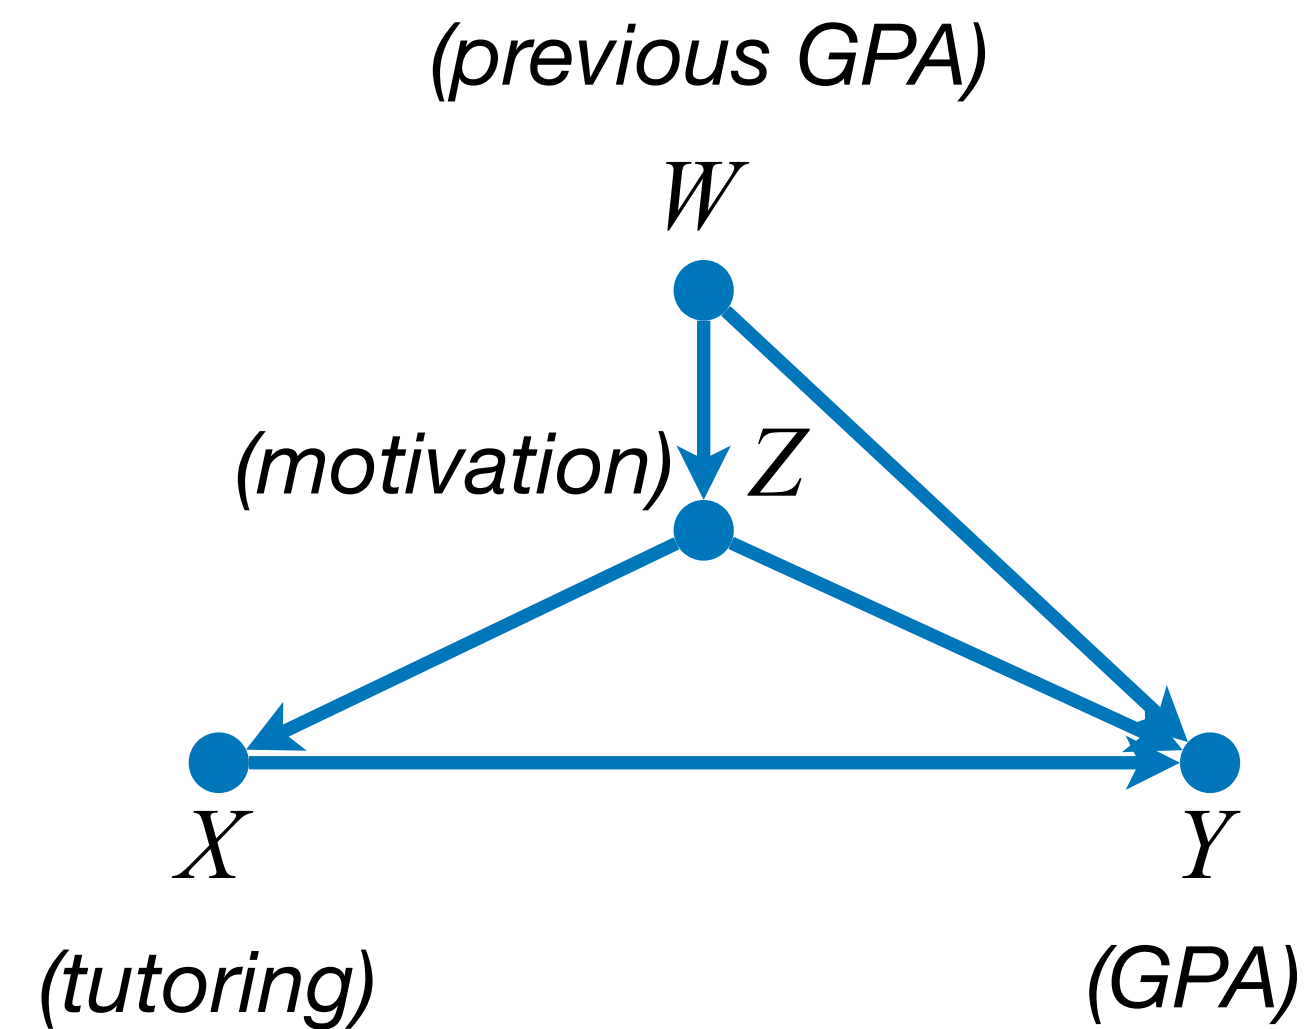 (previous GPA)
W
(motivation) Z
X
Y
(tutoring)
(GPA)